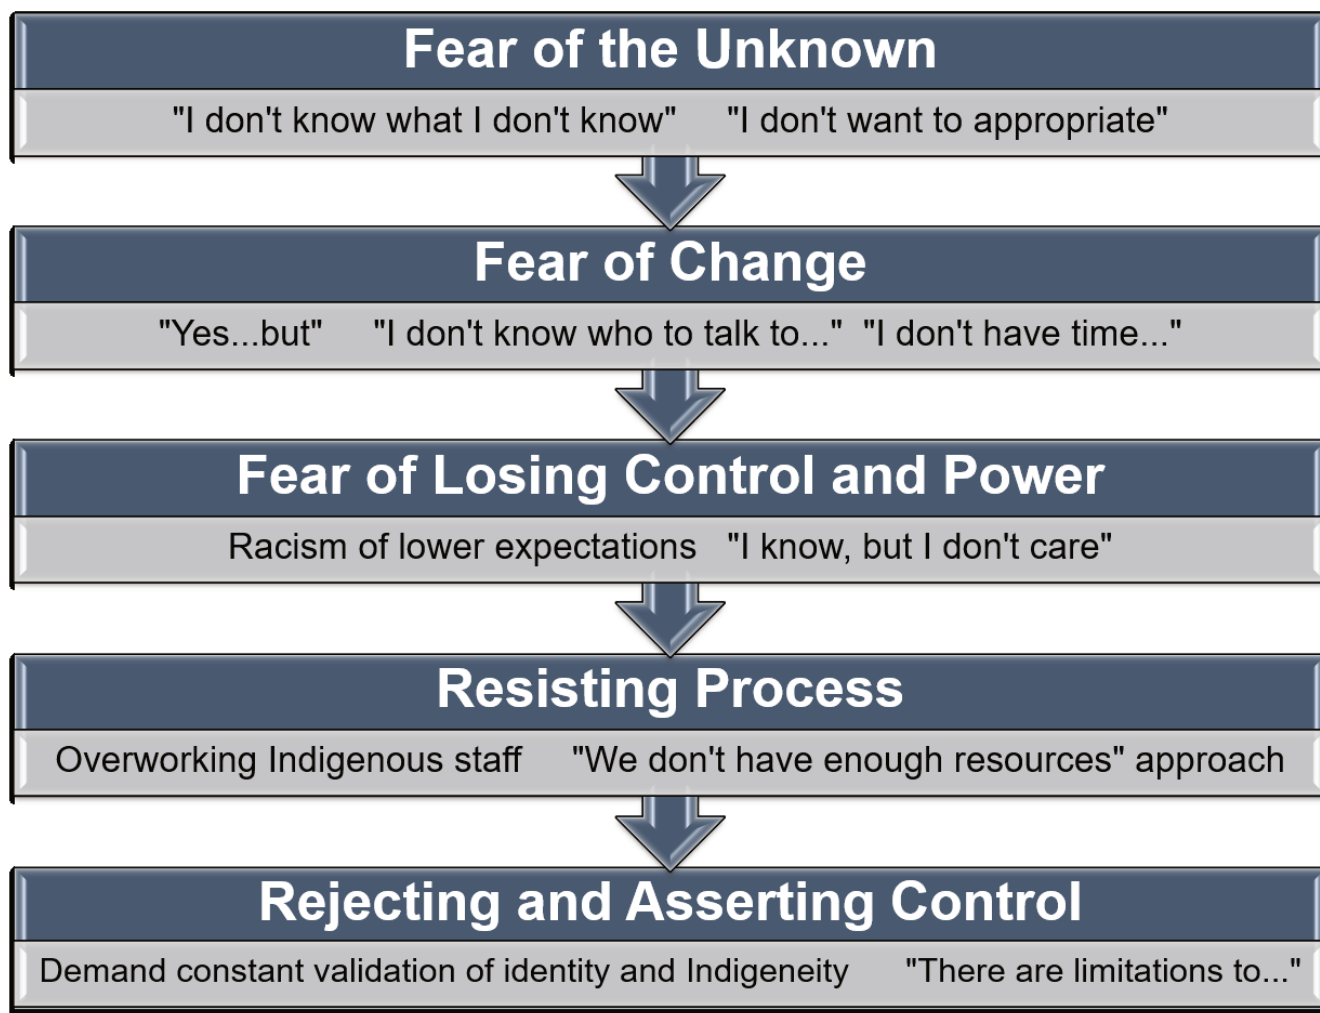 Fear of the Unknown
"I don't know what I don't know" "I don't want to appropriate"
Fear of Change
"Yes...but" "I don't know who to talk to..." "I don't have time..."
Fear of Losing Control and Power
Racism of lower expectations "I know, but I don't care"
Resisting Process
Overworking Indigenous staff "We don't have enough resources" approach
Rejecting and Asserting Control
Demand constant validation of identity and Indigeneity "There are limitations to..."